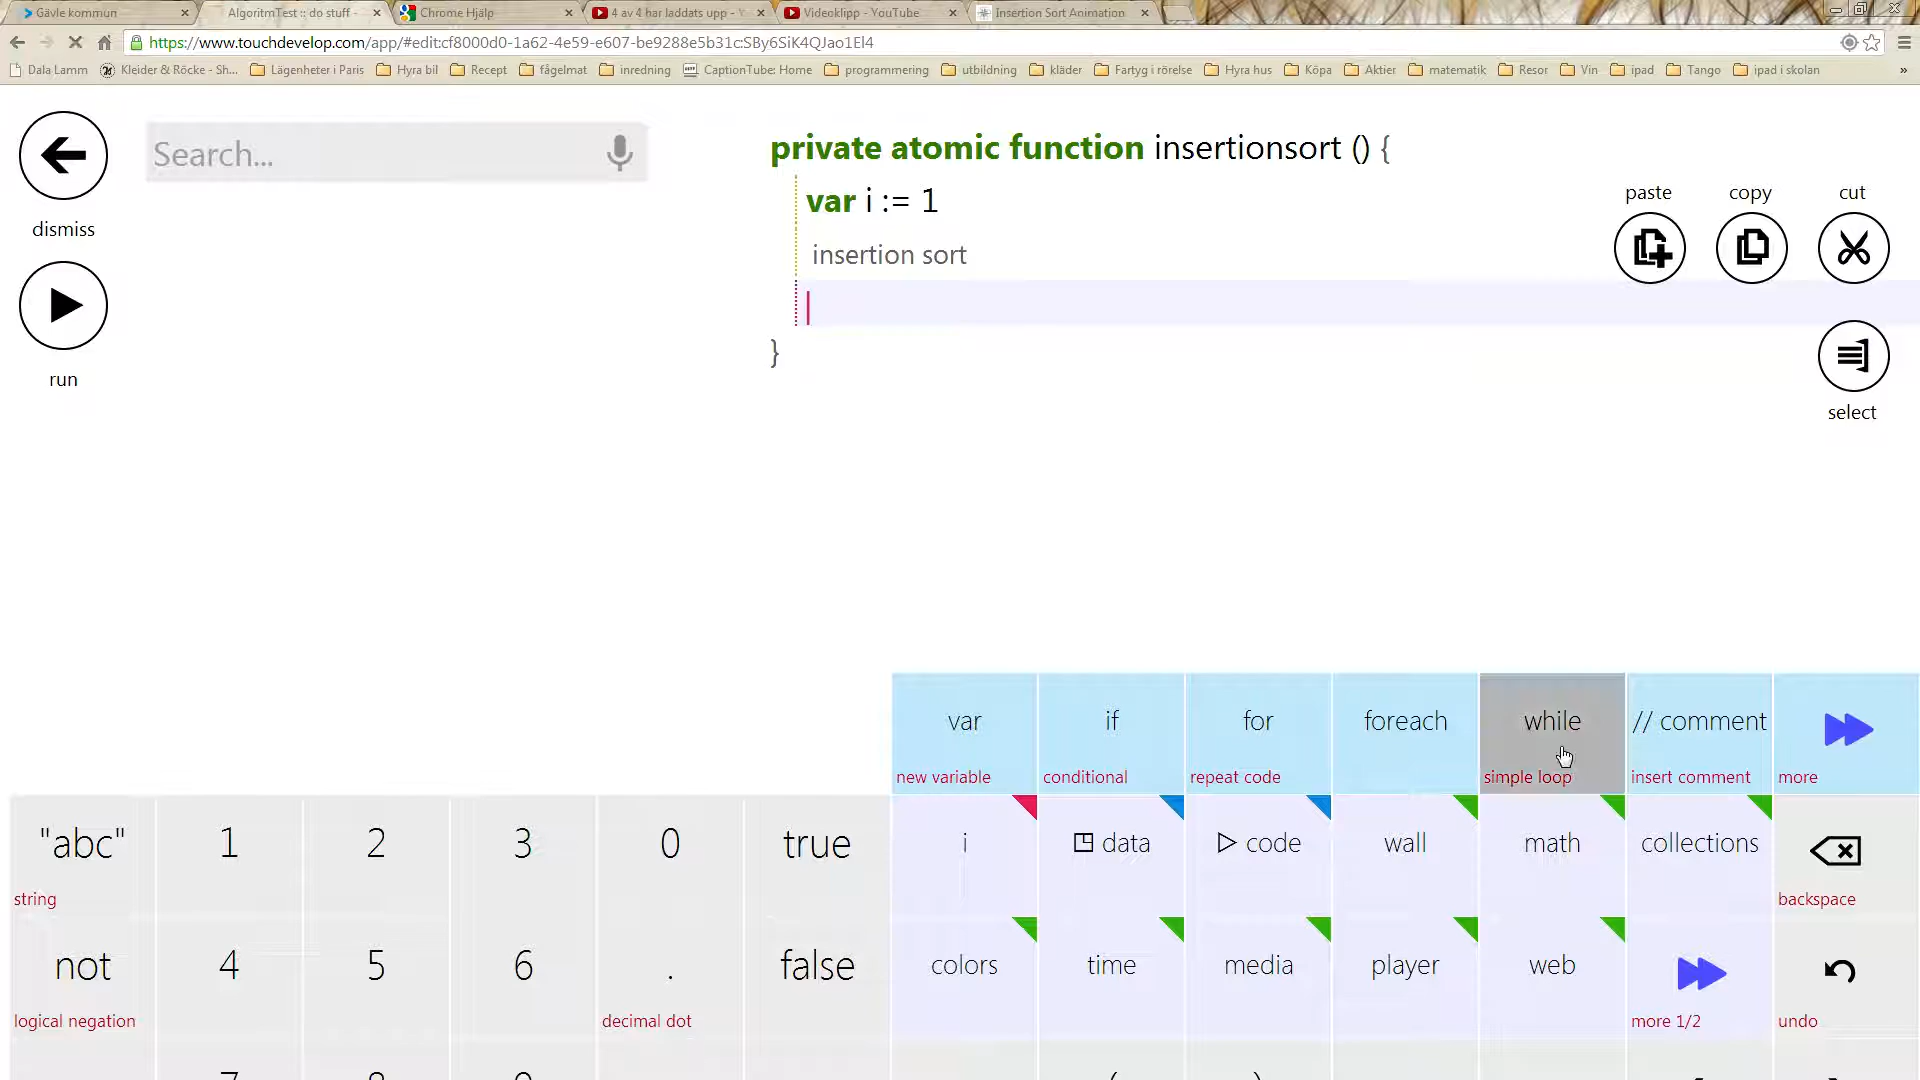 Gävle kommun
AlgoritmTest :: do stuff -
Chrome Hjälp
4 av 4 har laddats upp - Y
Videoklipp - YouTube
Insertion Sort Animation
https://www.touchdevelop.com/app/#edit:cf8000d0-1a62-4e59-e607-be9288e5b31c:SBy6SiK4QJao1El4
Dala Lamm
Kleider & Röcke - Sh...
Lägenheter i Paris
Hyra bil
Recept
fågelmat
inredning
CaptionTube: Home
programmering
utbildning
kläder
Fartyg i rörelse
Hyra hus
Köpa
Aktier
matematik
Resor
Vin
ipad
Tango
ipad i skolan
»
Search...
dismiss
run
private atomic function insertionsort () {
var i := 1
insertion sort
}
paste
copy
cut
select
var
new variable
if
conditional
for
repeat code
foreach
while
simple loop
// comment
insert comment
more
"abc"
string
1
2
3
0
true
i
data
code
wall
math
collections
backspace
not
logical negation
4
5
6
.
decimal dot
false
colors
time
media
player
web
more 1/2
undo